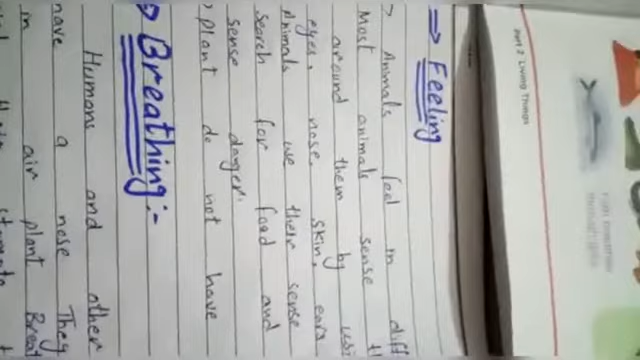 Part 2 Living Things
⇒ Feeling
> Animals feel in diff
Most animals sense t
around them by usi
eyes, nose, skin, ears
Animals use their sense
search for food and
sense danger.
> Plant do not have
⇒ Breathing:-
Humans and other
have a nose They
in air plant Breat